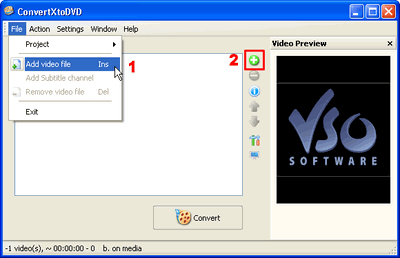 ConvertXtoDVD
File Action Settings Window Help
Project
Add video file Ins
Add Subtitle channel
Remove video file Del
Exit
1
2
Video Preview
VSO
SOFTWARE
Convert
-1 video(s), ~ 00:00:00 - 0 b. on media